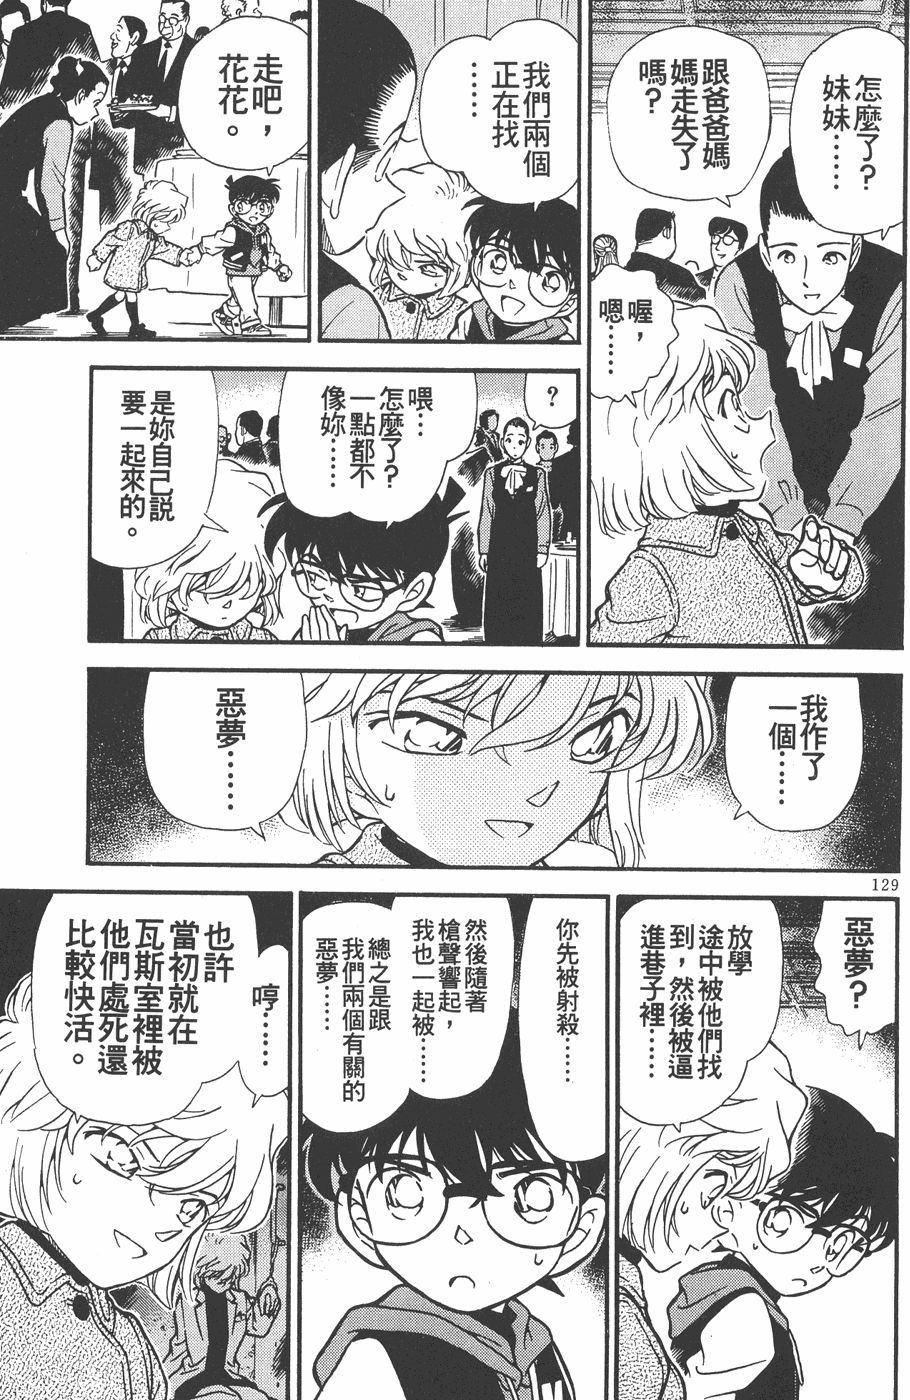 怎麼了？
妹妹……
跟爸爸媽
媽走失了
嗎？
喔，
嗯……
我們兩個
正在找
……
走吧，
花花。
？
喂…
怎麼了？
一點都不
像妳……
是妳自己說
要一起來的。
我作了
一個……
惡夢……
129
惡夢？
放學
途中被他們找
到，然後被逼
進巷子裡……
你先被射殺……
然後隨著
槍聲響起，
我也一起被…
總之是跟
我們兩個有關的
惡夢……
哼……
也許
當初就在
瓦斯室裡被
他們處死還
比較快活。